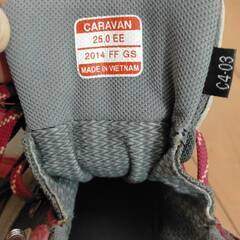 CARAVAN
25.0 EE
2014 FF GS
MADE IN VIETNAM
C4-03